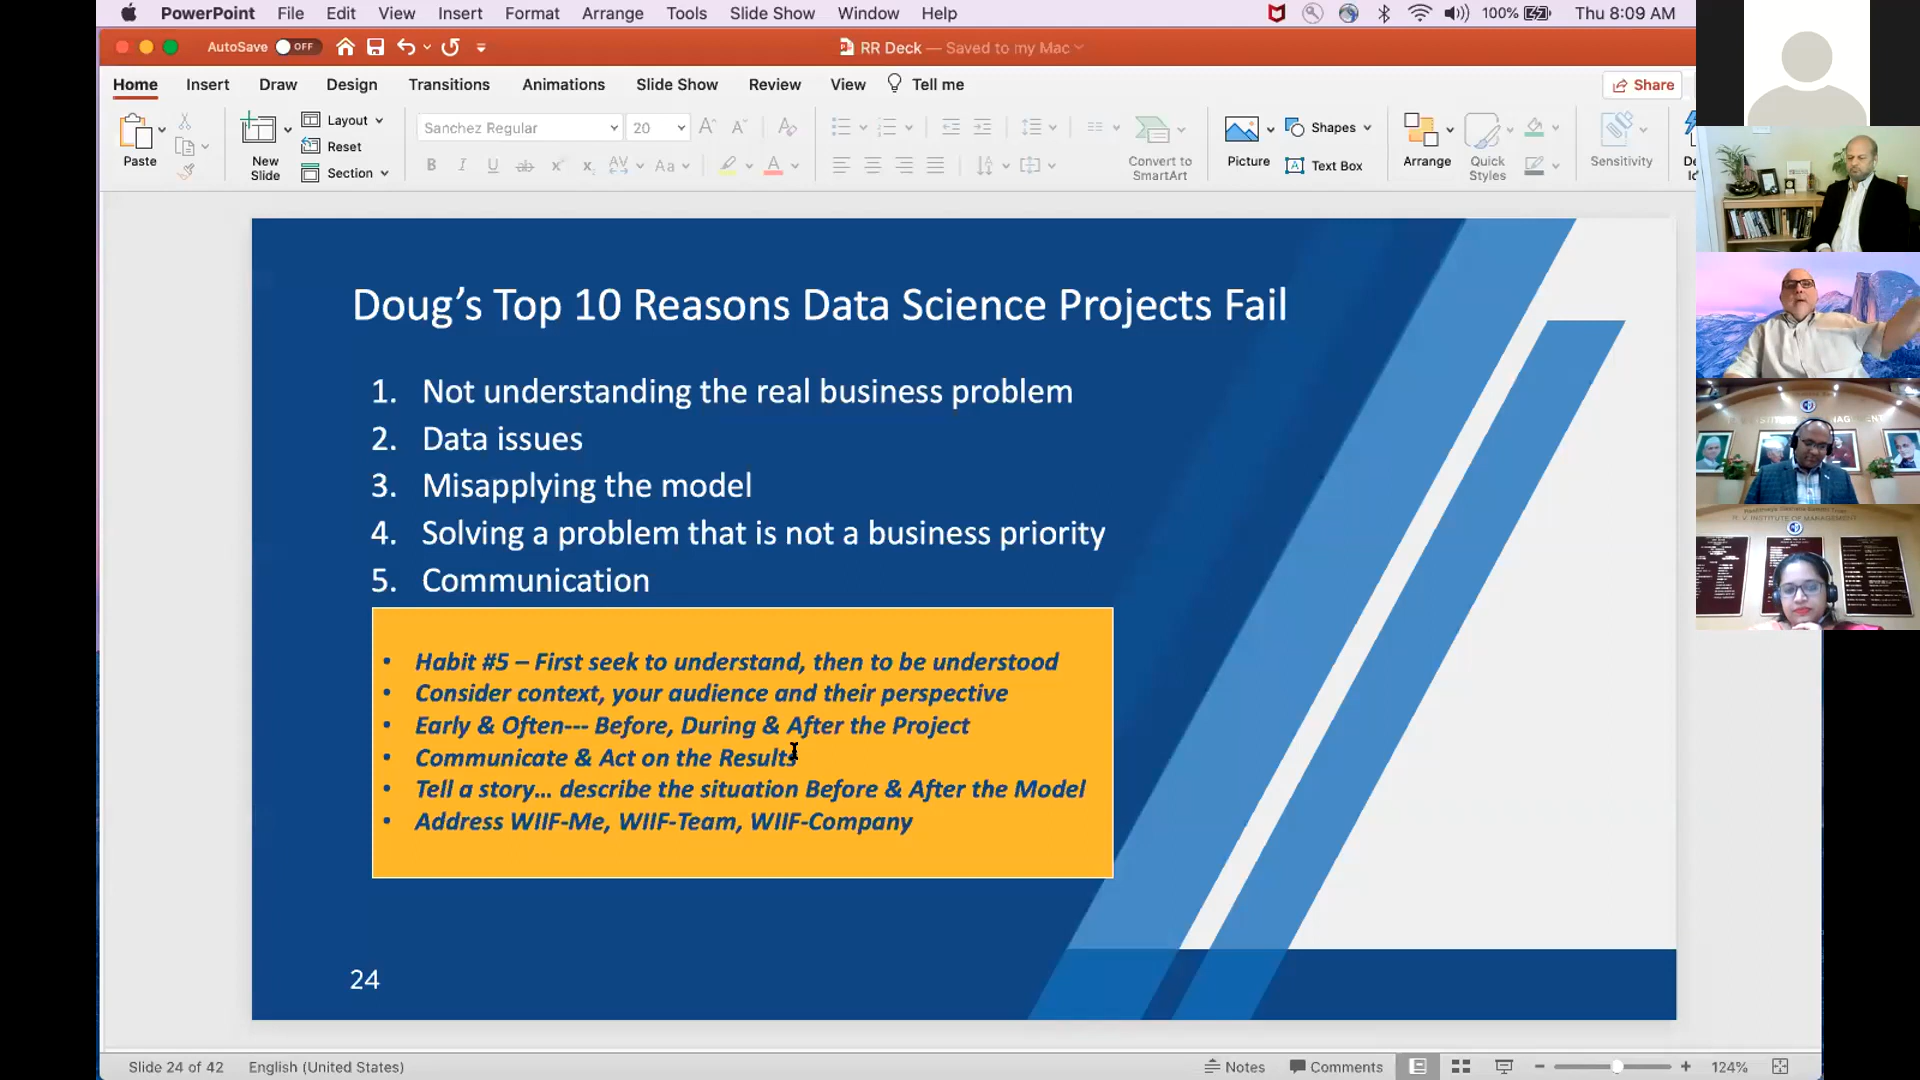 PowerPoint File Edit View Insert Format Arrange Tools Slide Show Window Help 100% Thu 8:09 AM
AutoSave OFF RR Deck — Saved to my Mac
Home Insert Draw Design Transitions Animations Slide Show Review View Tell me Share
Paste
New Slide
Layout
Reset
Section
Sanchez Regular 20
Convert to SmartArt
Picture
Shapes
Text Box
Arrange
Quick Styles
Sensitivity
Doug's Top 10 Reasons Data Science Projects Fail
1. Not understanding the real business problem
2. Data issues
3. Misapplying the model
4. Solving a problem that is not a business priority
5. Communication
• Habit #5 – First seek to understand, then to be understood
• Consider context, your audience and their perspective
• Early & Often--- Before, During & After the Project
• Communicate & Act on the Results
• Tell a story... describe the situation Before & After the Model
• Address WIIF-Me, WIIF-Team, WIIF-Company
24
R. V. INSTITUTE OF MANAGEMENT
Slide 24 of 42 English (United States) Notes Comments 124%